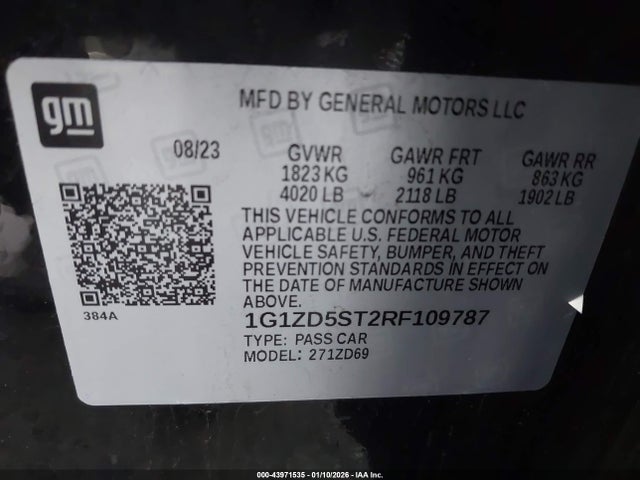 gm
MFD BY GENERAL MOTORS LLC
08/23
GVWR GAWR FRT GAWR RR
1823 KG 961 KG 863 KG
4020 LB 2118 LB 1902 LB
THIS VEHICLE CONFORMS TO ALL
APPLICABLE U.S. FEDERAL MOTOR
VEHICLE SAFETY, BUMPER, AND THEFT
PREVENTION STANDARDS IN EFFECT ON
THE DATE OF MANUFACTURE SHOWN
ABOVE.
384A
1G1ZD5ST2RF109787
TYPE: PASS CAR
MODEL: 271ZD69
000-43971535 - 01/10/2026 - IAA Inc.